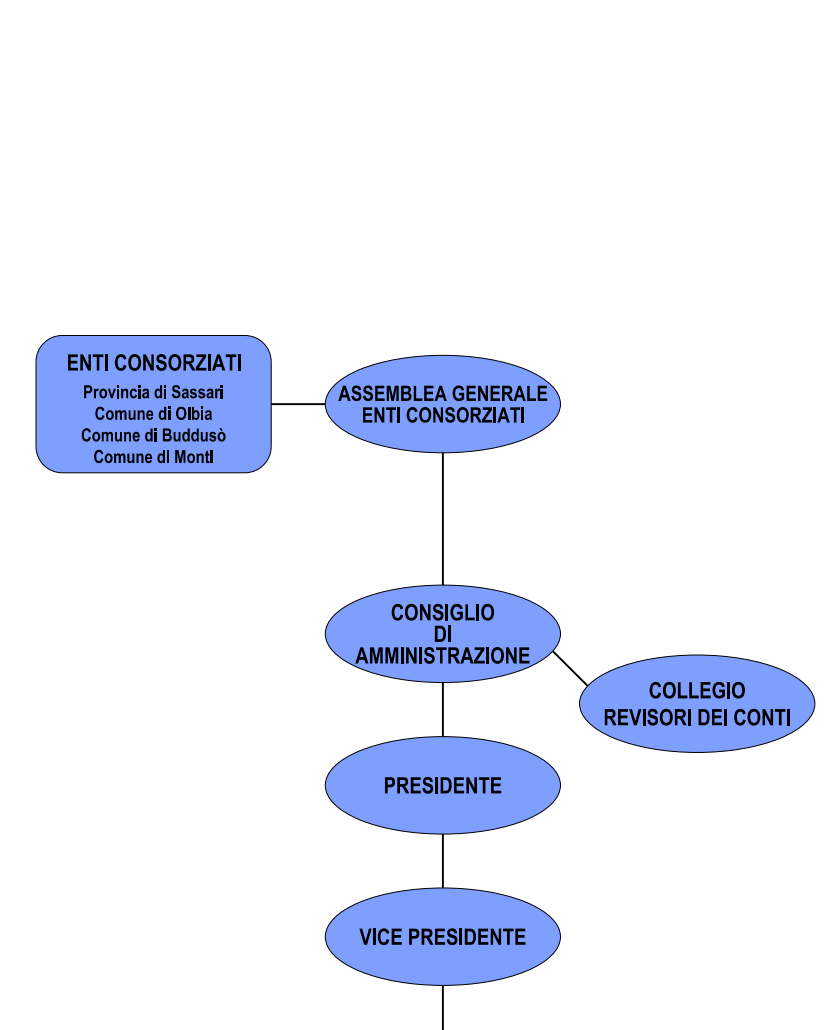 ENTI CONSORZIATI
Provincia di Sassari
Comune di Olbia
Comune di Buddusò
Comune di Monti
ASSEMBLEA GENERALE
ENTI CONSORZIATI
CONSIGLIO
DI
AMMINISTRAZIONE
COLLEGIO
REVISORI DEI CONTI
PRESIDENTE
VICE PRESIDENTE